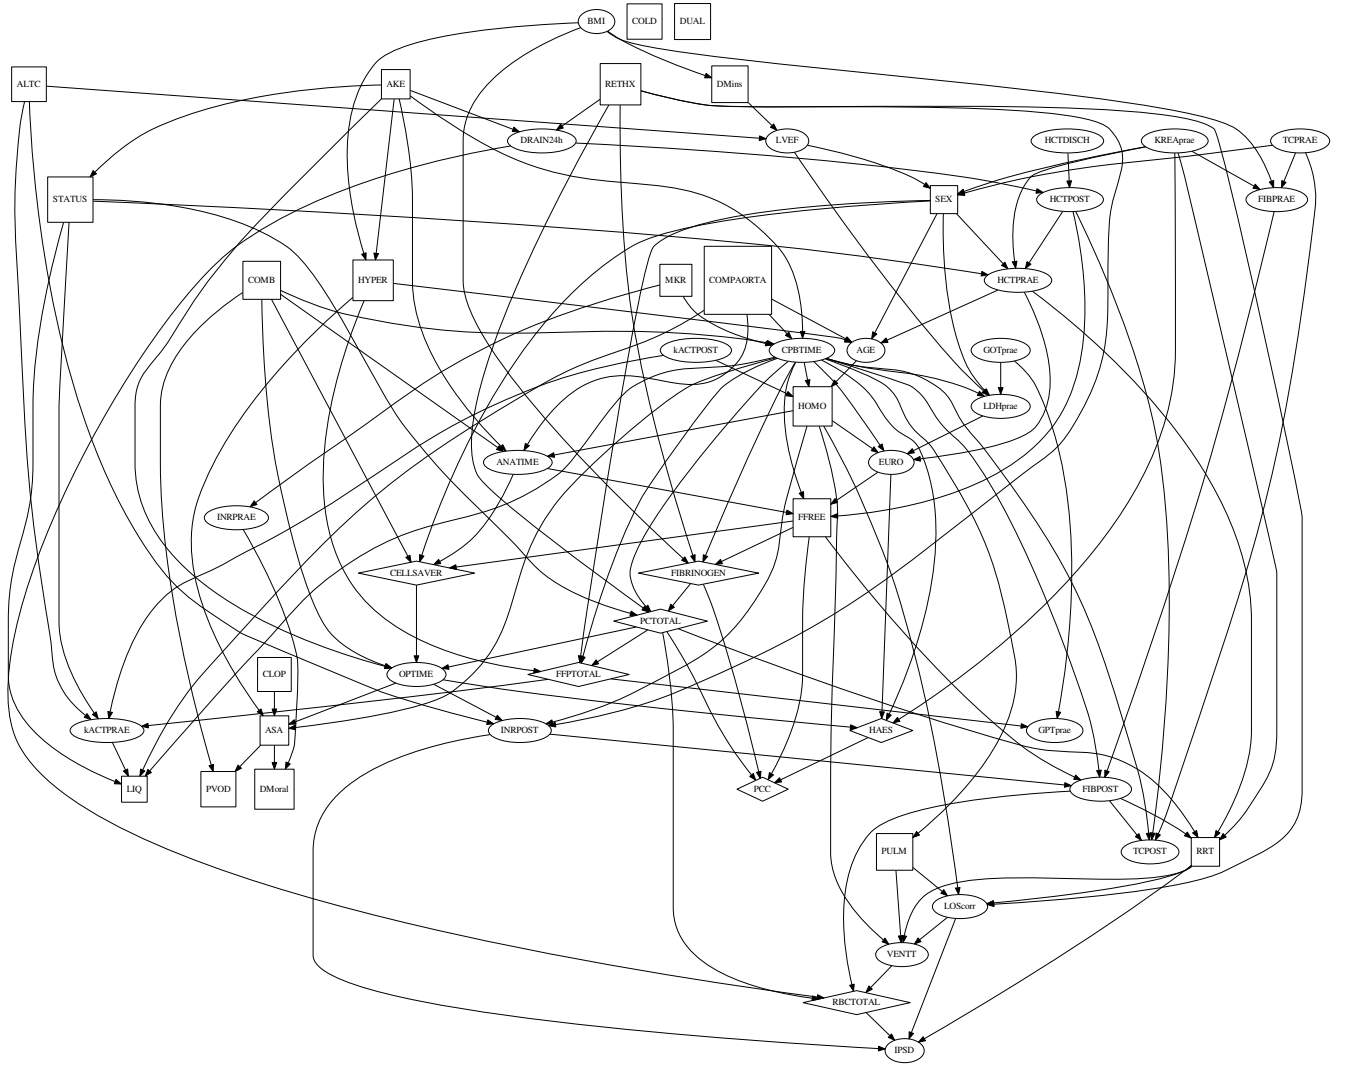 BMI
COLD
DUAL
ALTC
AKE
RETHX
DMins
DRAIN24h
LVEF
HCTDISCH
KREAprae
TCPRAE
STATUS
SEX
HCTPOST
FIBPRAE
COMB
HYPER
MKR
COMPAORTA
HCTPRAE
kACTPOST
CPBTIME
AGE
GOTprae
HOMO
LDHprae
ANATIME
EURO
INRPRAE
FFREE
CELLSAVER
FIBRINOGEN
PCTOTAL
CLOP
OPTIME
FFPTOTAL
kACTPRAE
ASA
INRPOST
HAES
GPTprae
LIQ
PVOD
DMoral
PCC
FIBPOST
PULM
TCPOST
RRT
LOScorr
VENTT
RBCTOTAL
IPSD